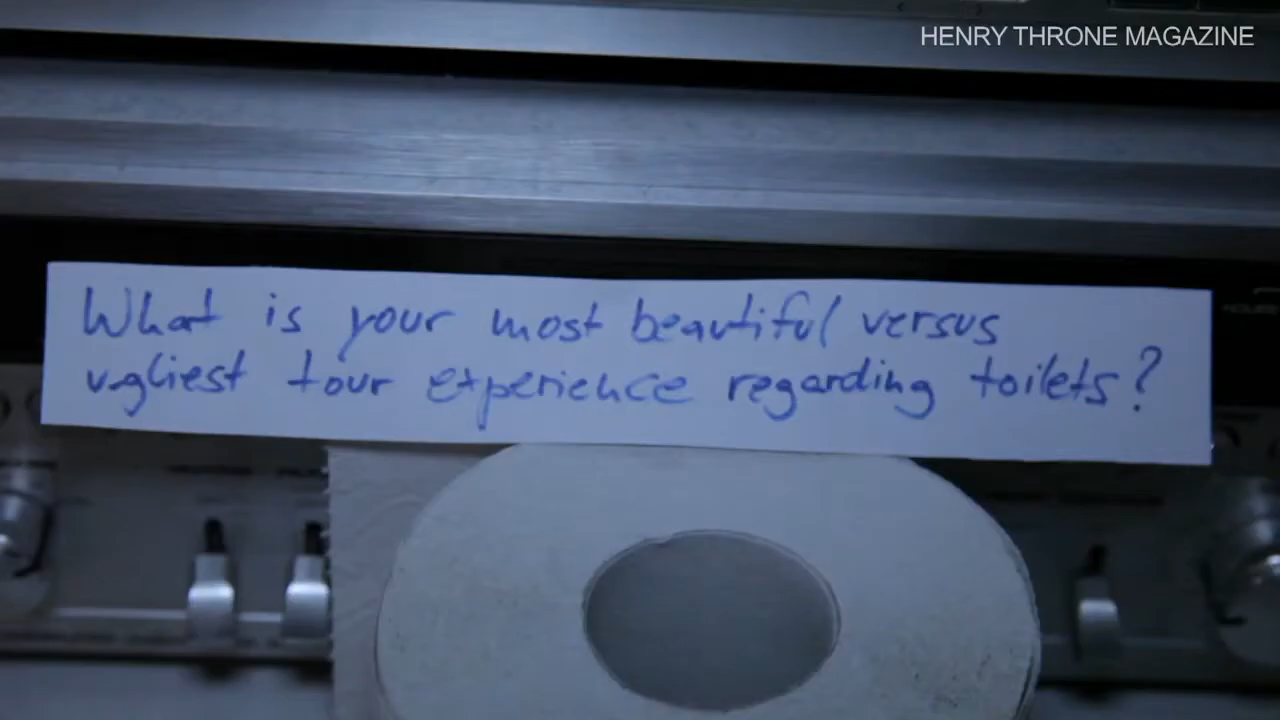 HENRY THRONE MAGAZINE
What is your most beautiful versus
ugliest tour experience regarding toilets?